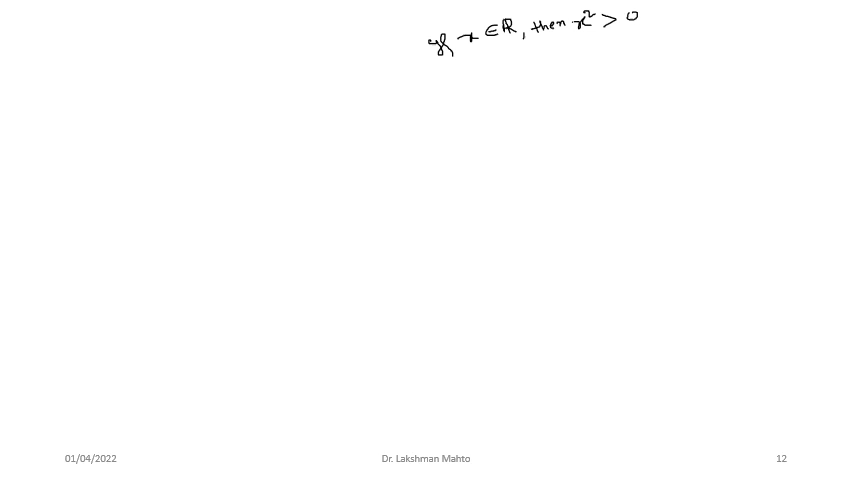 If x ∈ ℝ, then x² > 0
01/04/2022 Dr. Lakshman Mahto 12